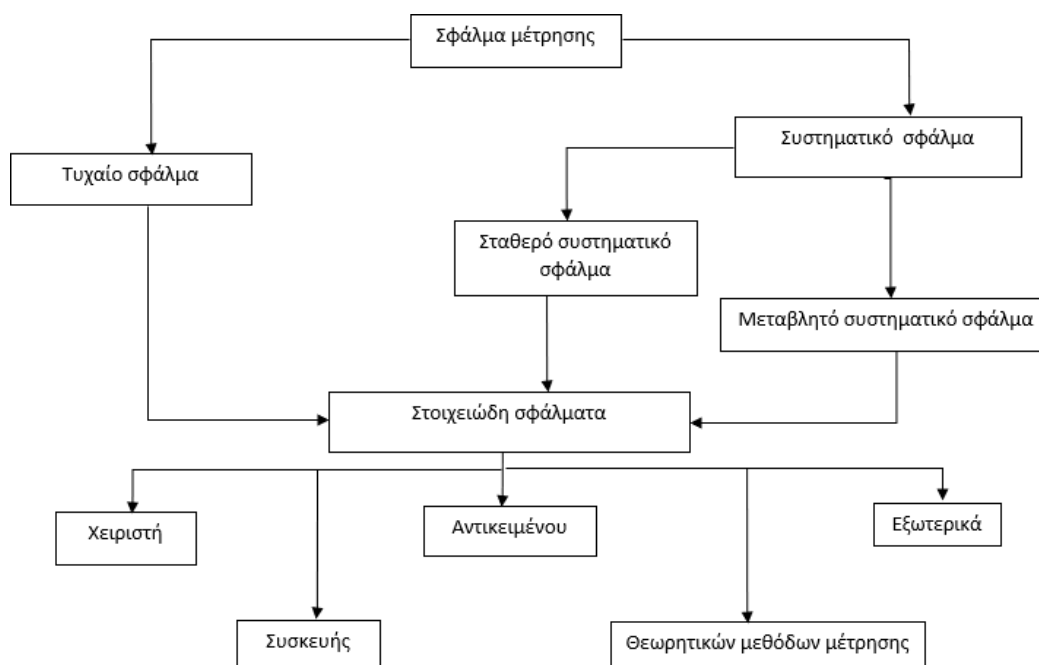 Σφάλμα μέτρησης
Συστηματικό σφάλμα
Τυχαίο σφάλμα
Σταθερό συστηματικό
σφάλμα
Μεταβλητό συστηματικό σφάλμα
Στοιχειώδη σφάλματα
Χειριστή
Αντικειμένου
Εξωτερικά
Συσκευής
Θεωρητικών μεθόδων μέτρησης